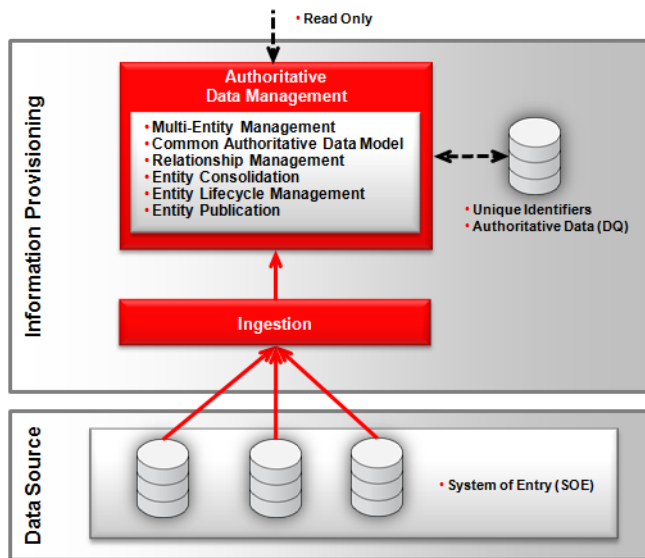 • Read Only
Information Provisioning
Authoritative
Data Management
• Multi-Entity Management
• Common Authoritative Data Model
• Relationship Management
• Entity Consolidation
• Entity Lifecycle Management
• Entity Publication
• Unique Identifiers
• Authoritative Data (DQ)
Ingestion
Data Source
• System of Entry (SOE)